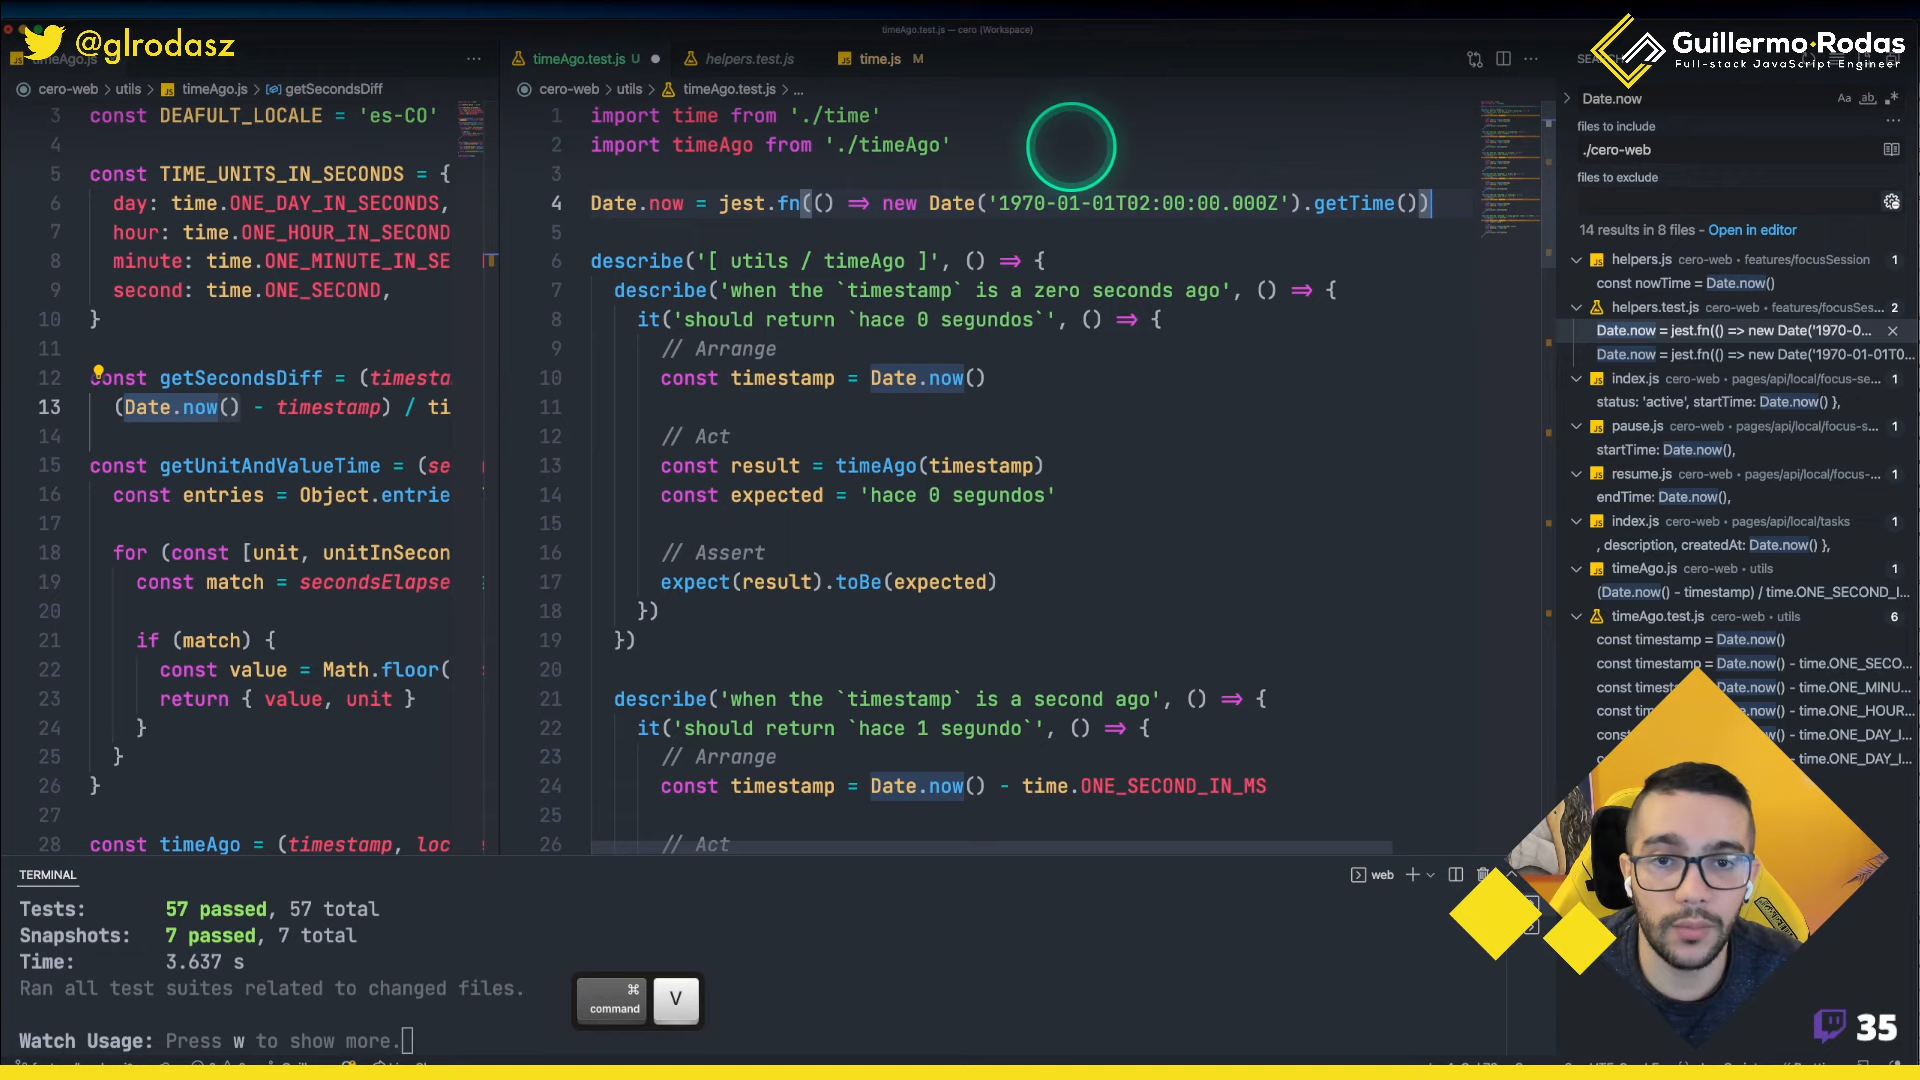 @glrodasz
timeAgo.test.js — cero (Workspace)
Guillermo Rodas
Full-stack JavaScript Engineer
timeAgo.js
timeAgo.test.js U
helpers.test.js
time.js M
cero-web › utils › timeAgo.js › getSecondsDiff
cero-web › utils › timeAgo.test.js › ...
3 const DEAFULT_LOCALE = 'es-CO'
4
5 const TIME_UNITS_IN_SECONDS = {
6 day: time.ONE_DAY_IN_SECONDS,
7 hour: time.ONE_HOUR_IN_SECOND
8 minute: time.ONE_MINUTE_IN_SE
9 second: time.ONE_SECOND,
10 }
11
12 const getSecondsDiff = (timesta
13 (Date.now() - timestamp) / ti
14
15 const getUnitAndValueTime = (se
16 const entries = Object.entrie
17
18 for (const [unit, unitInSecon
19 const match = secondsElapse
20
21 if (match) {
22 const value = Math.floor(
23 return { value, unit }
24 }
25 }
26 }
27
28 const timeAgo = (timestamp, loc
1 import time from './time'
2 import timeAgo from './timeAgo'
3
4 Date.now = jest.fn(() => new Date('1970-01-01T02:00:00.000Z').getTime())
5
6 describe('[ utils / timeAgo ]', () => {
7 describe('when the `timestamp` is a zero seconds ago', () => {
8 it('should return `hace 0 segundos`', () => {
9 // Arrange
10 const timestamp = Date.now()
11
12 // Act
13 const result = timeAgo(timestamp)
14 const expected = 'hace 0 segundos'
15
16 // Assert
17 expect(result).toBe(expected)
18 })
19 })
20
21 describe('when the `timestamp` is a second ago', () => {
22 it('should return `hace 1 segundo`', () => {
23 // Arrange
24 const timestamp = Date.now() - time.ONE_SECOND_IN_MS
25
26 // Act
Date.now
Aa ab
files to include
./cero-web
files to exclude
14 results in 8 files - Open in editor
helpers.js cero-web • features/focusSession 1
const nowTime = Date.now()
helpers.test.js cero-web • features/focusSes... 2
Date.now = jest.fn(() => new Date('1970-0...
Date.now = jest.fn(() => new Date('1970-01-01T0...
index.js cero-web • pages/api/local/focus-se... 1
status: 'active', startTime: Date.now() },
pause.js cero-web • pages/api/local/focus-s... 1
startTime: Date.now(),
resume.js cero-web • pages/api/local/focus-... 1
endTime: Date.now(),
index.js cero-web • pages/api/local/tasks 1
, description, createdAt: Date.now() },
timeAgo.js cero-web • utils 1
(Date.now() - timestamp) / time.ONE_SECOND_I...
timeAgo.test.js cero-web • utils 6
const timestamp = Date.now()
const timestamp = Date.now() - time.ONE_SECO...
const timesta Date.now() - time.ONE_MINU...
const tim e.now() - time.ONE_HOUR...
const ti now() - time.ONE_DAY_I...
() - time.ONE_DAY_I...
TERMINAL
web
Tests: 57 passed, 57 total
Snapshots: 7 passed, 7 total
Time: 3.637 s
Ran all test suites related to changed files.
Watch Usage: Press w to show more.
⌘
command
V
35